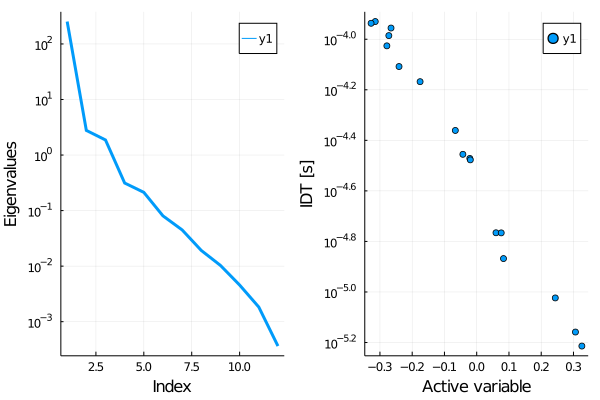 Eigenvalues
10²
10¹
10⁰
10⁻¹
10⁻²
10⁻³
2.5 5.0 7.5 10.0
Index
y1
IDT [s]
10⁻⁴·⁰
10⁻⁴·²
10⁻⁴·⁴
10⁻⁴·⁶
10⁻⁴·⁸
10⁻⁵·⁰
10⁻⁵·²
−0.3 −0.2 −0.1 0.0 0.1 0.2 0.3
Active variable
y1